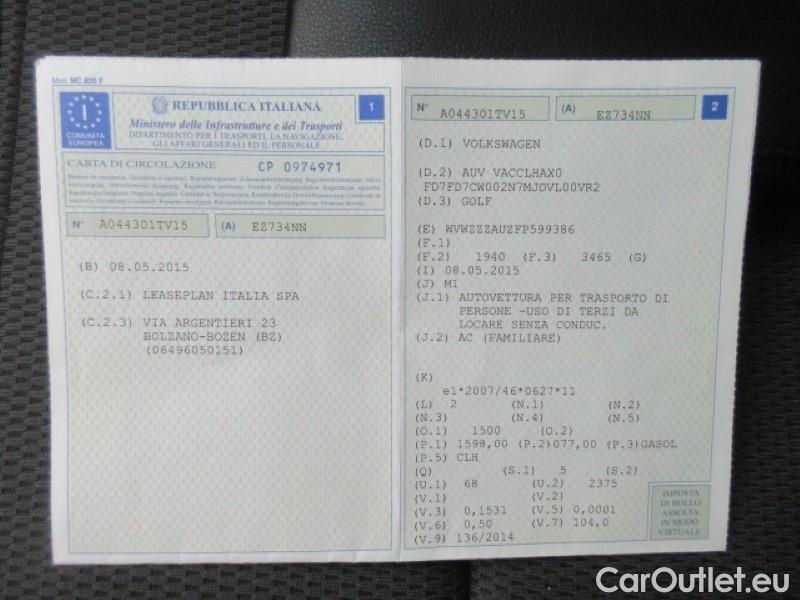 Mod. MC 820 F
I
COMUNITÀ
EUROPEA
REPUBBLICA ITALIANA
1
Ministero delle Infrastrutture e dei Trasporti
DIPARTIMENTO PER I TRASPORTI, LA NAVIGAZIONE,
GLI AFFARI GENERALI ED IL PERSONALE
CARTA DI CIRCOLAZIONE CP 0974971
N° A044301TV15 (A) EZ734NN
(B) 08.05.2015
(C.2.1) LEASEPLAN ITALIA SPA
(C.2.3) VIA ARGENTIERI 23
BOLZANO-BOZEN (BZ)
(06496050151)
N° A044301TV15 (A) EZ734NN 2
(D.1) VOLKSWAGEN
(D.2) AUV VACCLHAX0
FD7FD7CW002N7MJOVL00VR2
(D.3) GOLF
(E) WVWZZZAUZFP599386
(F.1)
(F.2) 1940 (F.3) 3465 (G)
(I) 08.05.2015
(J) M1
(J.1) AUTOVETTURA PER TRASPORTO DI
PERSONE -USO DI TERZI DA
LOCARE SENZA CONDUC.
(J.2) AC (FAMILIARE)
(K)
e1*2007/46*0627*11
(L) 2 (N.1) (N.2)
(N.3) (N.4) (N.5)
(O.1) 1500 (O.2)
(P.1) 1598,00 (P.2)077,00 (P.3)GASOL
(P.5) CLH
(Q) (S.1) 5 (S.2)
(U.1) 68 (U.2) 2375
(V.1) (V.2)
(V.3) 0,1531 (V.5) 0,0001
(V.6) 0,50 (V.7) 104,0
(V.9) 136/2014
IMPOSTA
DI BOLLO
ASSOLTA
IN MODO
VIRTUALE
CarOutlet.eu